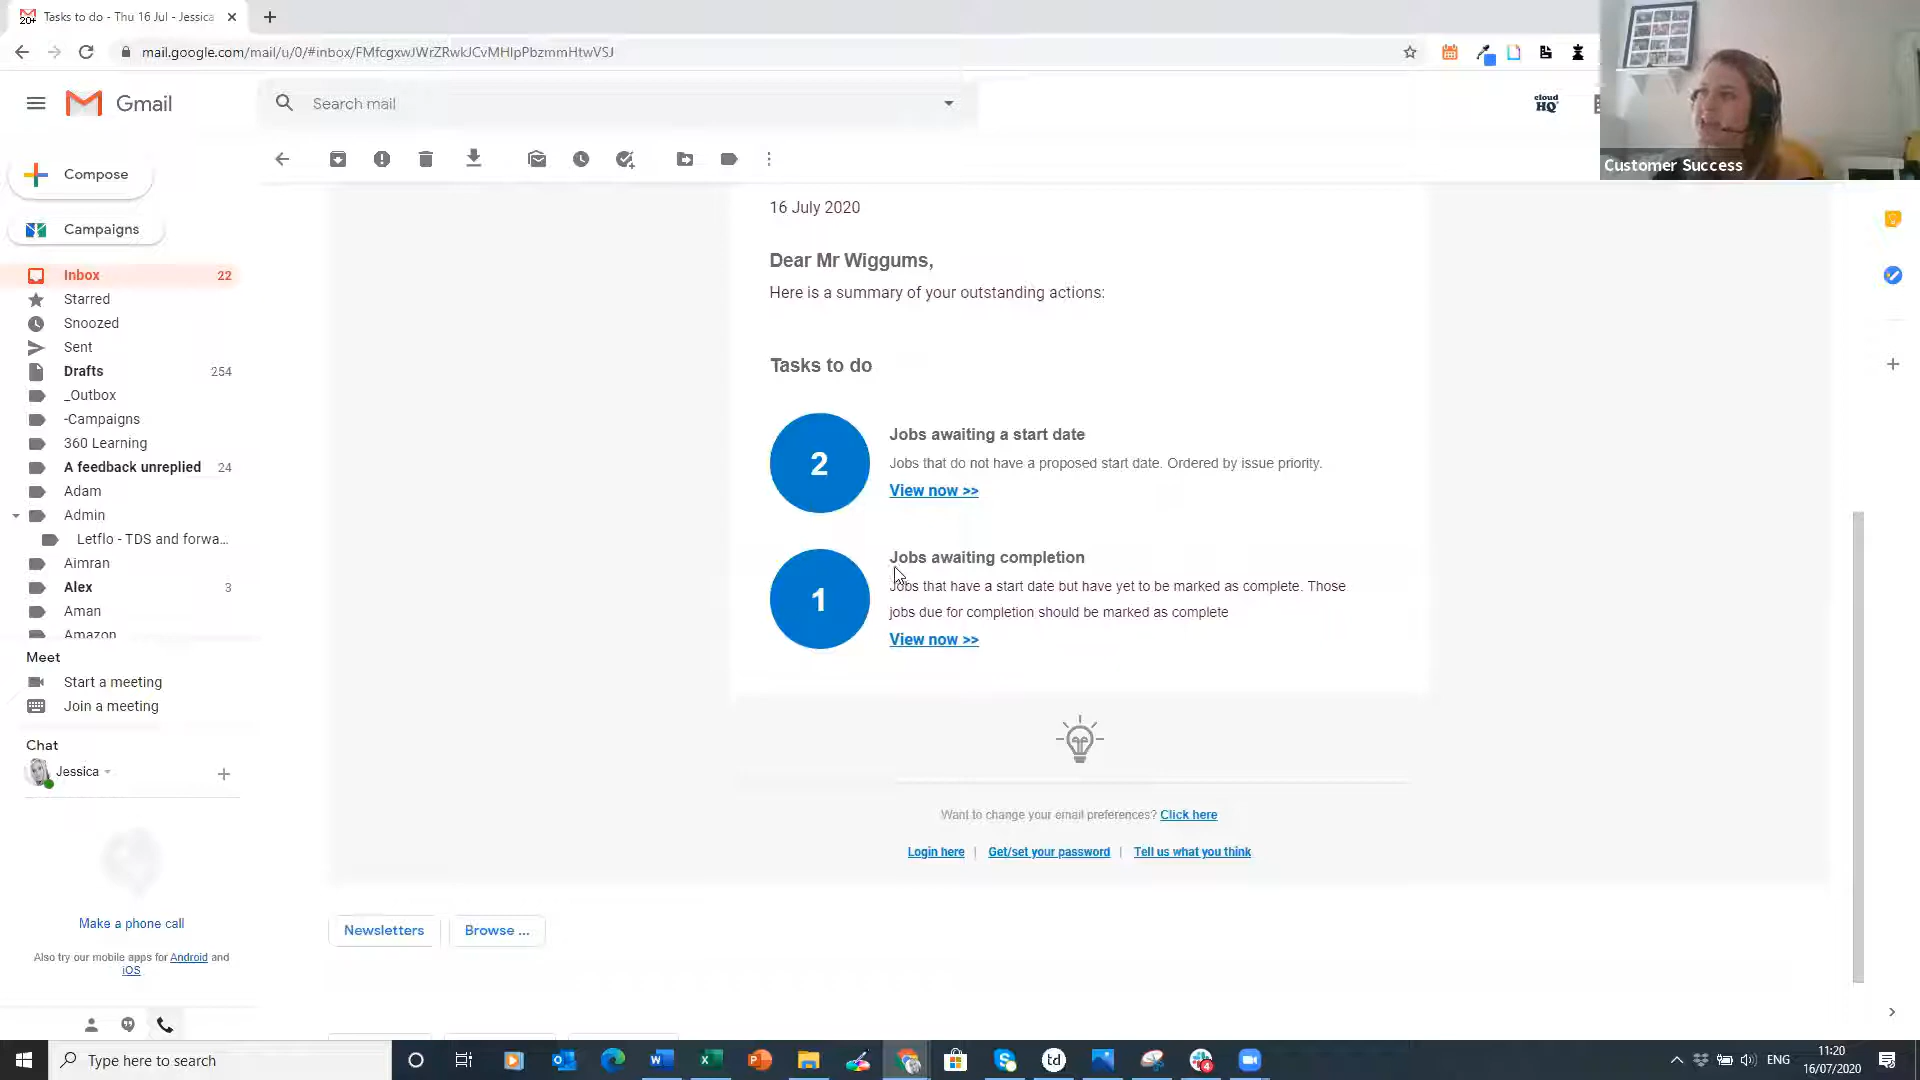 20+
Tasks to do - Thu 16 Jul - Jessica
mail.google.com/mail/u/0/#inbox/FMfcgxwJWrZRwkJCvMHlpPbzmmHtwVSJ
Gmail
Search mail
cloud
HQ
Customer Success
Compose
Campaigns
Inbox 22
Starred
Snoozed
Sent
Drafts 254
_Outbox
-Campaigns
360 Learning
A feedback unreplied 24
Adam
Admin
Letflo - TDS and forwa...
Aimran
Alex 3
Aman
Amazon
Meet
Start a meeting
Join a meeting
Chat
Jessica
Make a phone call
Also try our mobile apps for Android and
iOS
16 July 2020
Dear Mr Wiggums,
Here is a summary of your outstanding actions:
Tasks to do
2
Jobs awaiting a start date
Jobs that do not have a proposed start date. Ordered by issue priority.
View now >>
1
Jobs awaiting completion
Jobs that have a start date but have yet to be marked as complete. Those
jobs due for completion should be marked as complete
View now >>
Want to change your email preferences? Click here
Login here | Get/set your password | Tell us what you think
Newsletters
Browse ...
Type here to search
td
4
ENG
11:20
16/07/2020